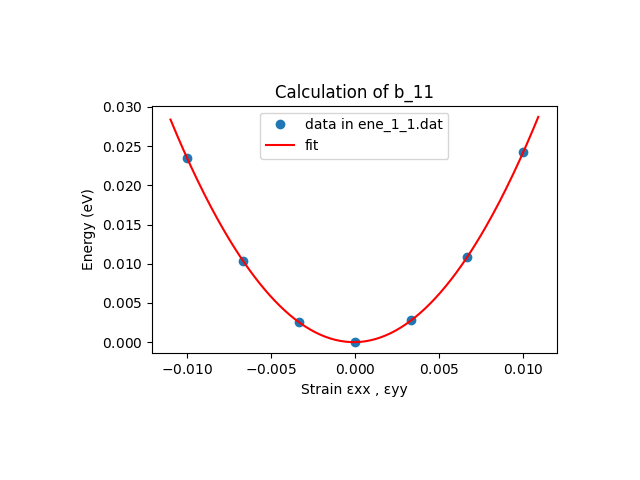 Calculation of b_11
data in ene_1_1.dat
fit
Energy (eV)
0.030
0.025
0.020
0.015
0.010
0.005
0.000
−0.010 −0.005 0.000 0.005 0.010
Strain εxx , εyy